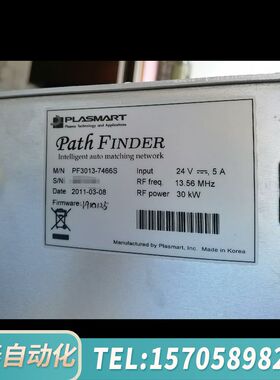 PLASMART
Plasma Technology and Applications
Path FINDER
Intelligent auto matching network
M/N PF3013-7466S Input 24 V 5 A
S/N RF freq. 13.56 MHz
Date 2011-03-08 RF power 30 kW
Firmware
Manufactured by Plasmart, Inc. Made in Korea
自动化 TEL:157058982